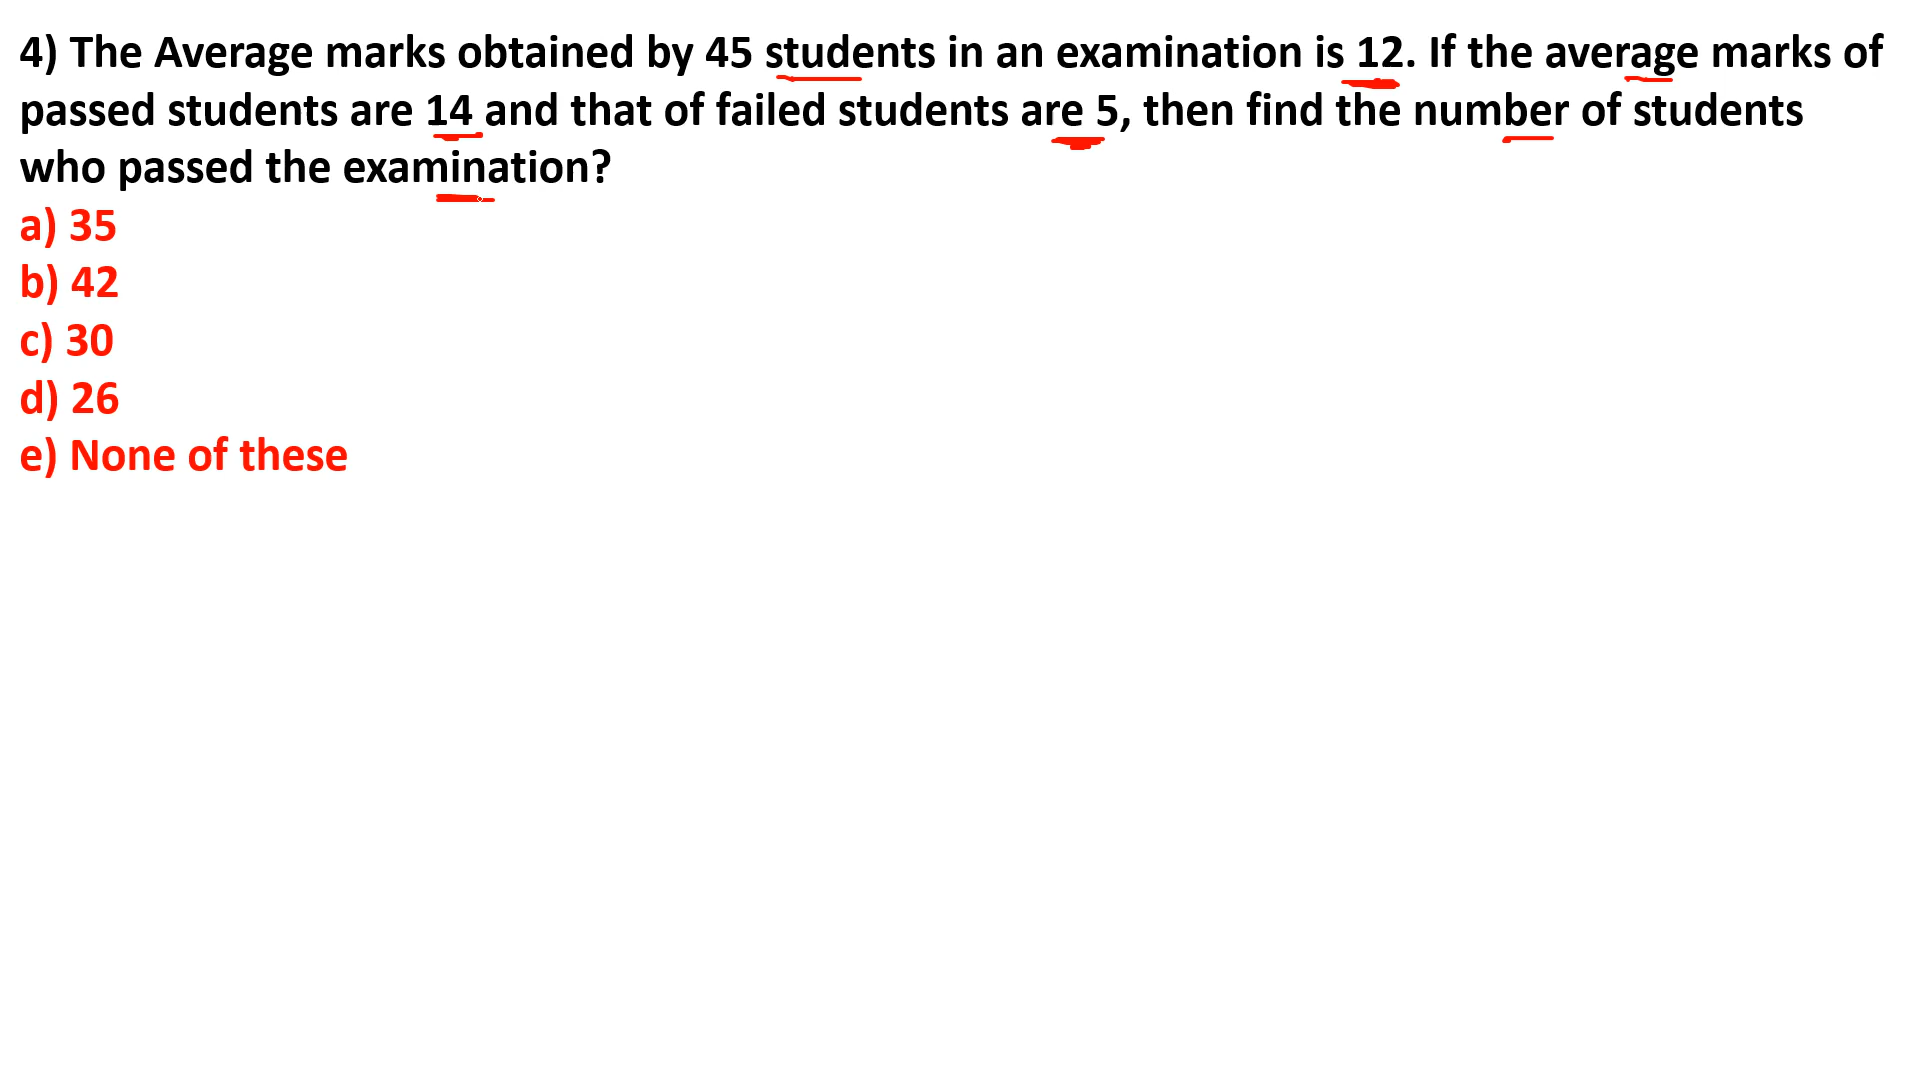 4) The Average marks obtained by 45 students in an examination is 12. If the average marks of
passed students are 14 and that of failed students are 5, then find the number of students
who passed the examination?
a) 35
b) 42
c) 30
d) 26
e) None of these